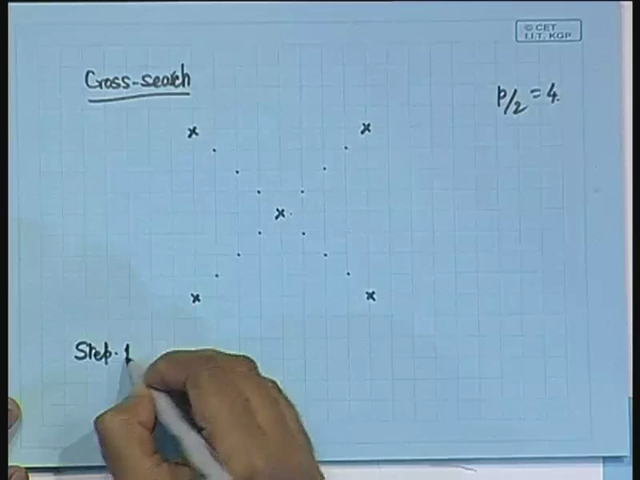 © CET
I.I.T. KGP
Cross-search
p/2 = 4.
x x
x
x x
Step. 1